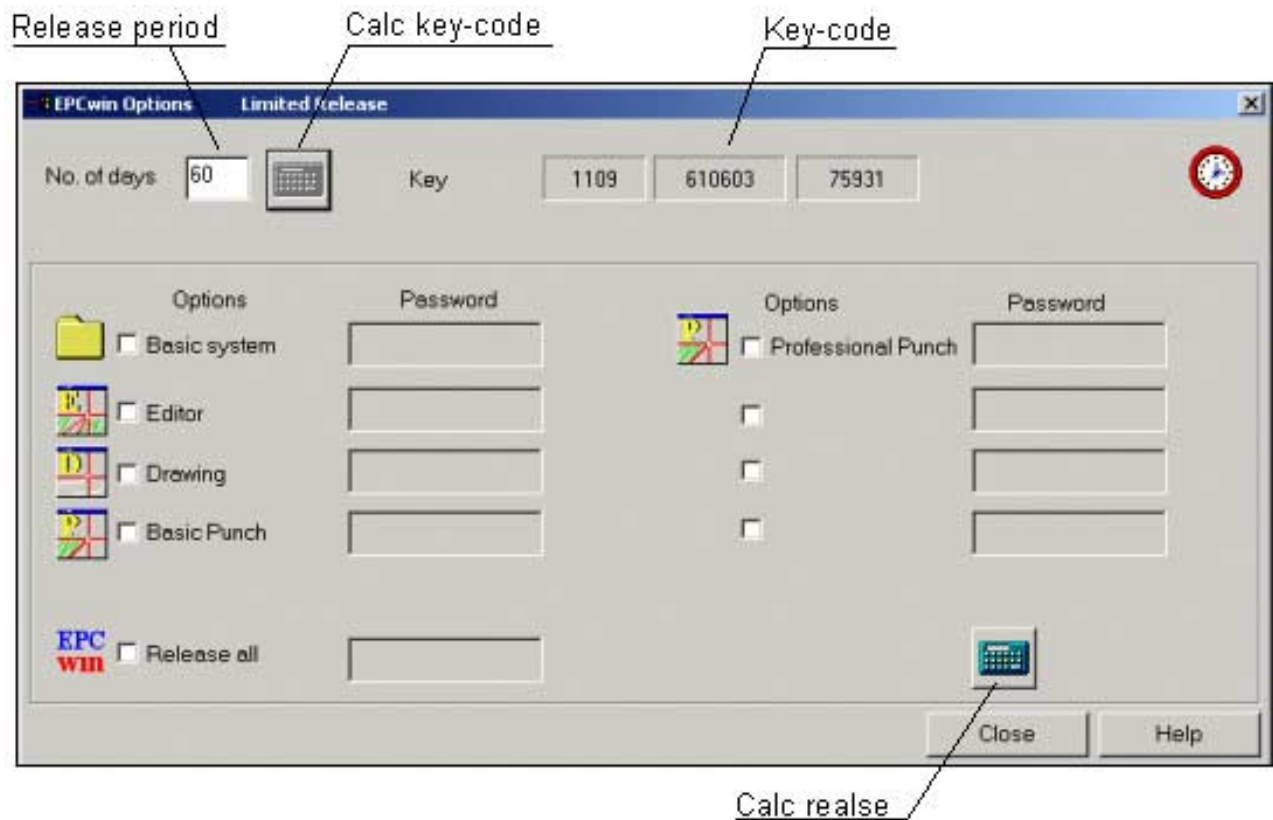 Release period Calc key-code Key-code
EPCwin Options Limited Release
No. of days 60 Key 1109 610603 75931
Options Password Options Password
Basic system Professional Punch
E Editor
D Drawing
P Basic Punch
EPC
win Release all
Close Help
Calc realse